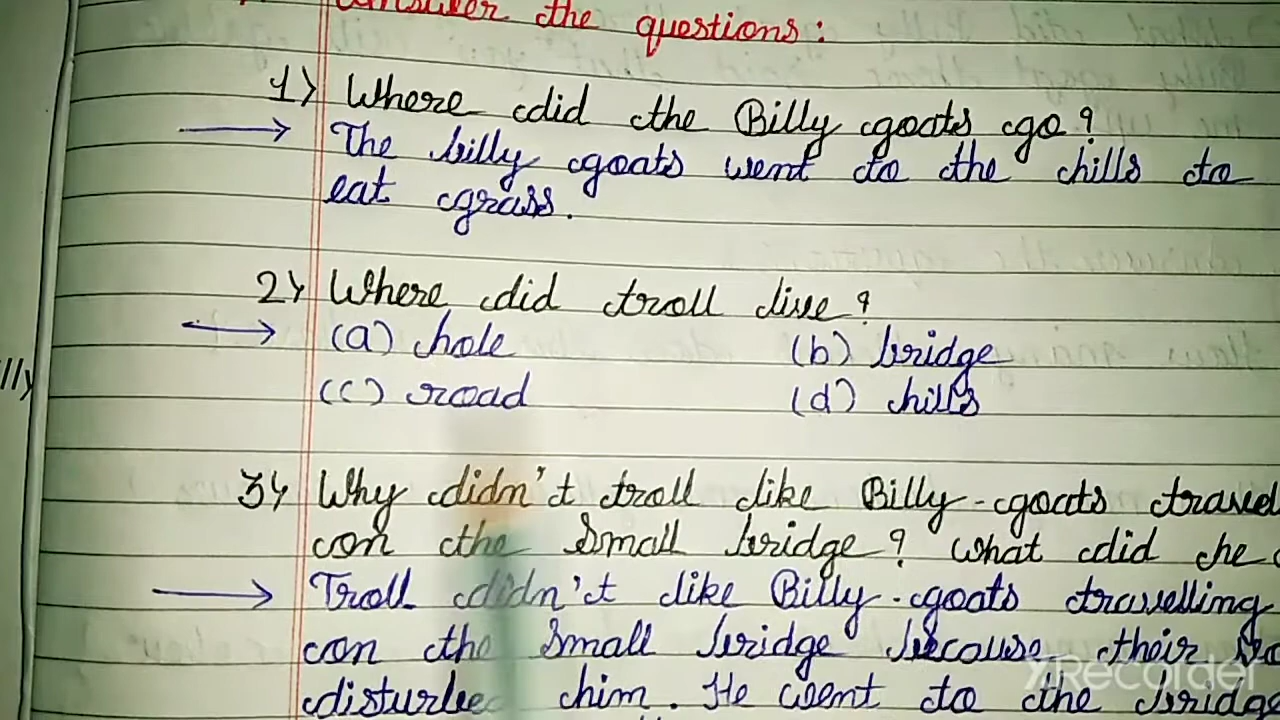 Answer the questions:
1) Where did the Billy goats go?
→ The billy goats went to the hills to
eat grass.
2) Where did troll live?
→ (a) hole (b) bridge
(c) road (d) hills
lly
3) Why didn't troll like Billy-goats
on the small bridge? What did he
→ Troll didn't like Billy-goats travelling
on the small bridge because their
disturbed him. He went to the bridge
XRecorder